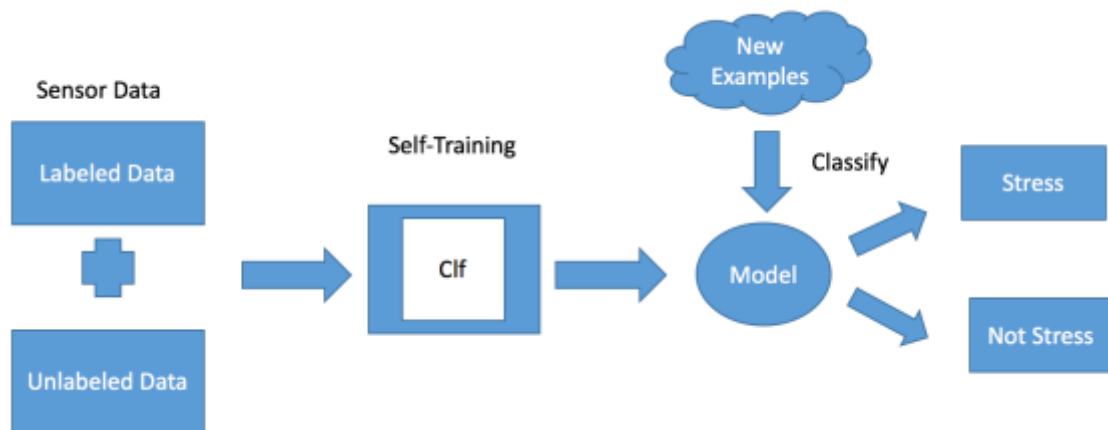 Sensor Data
Labeled Data
Unlabeled Data
Self-Training
Clf
New
Examples
Classify
Model
Stress
Not Stress